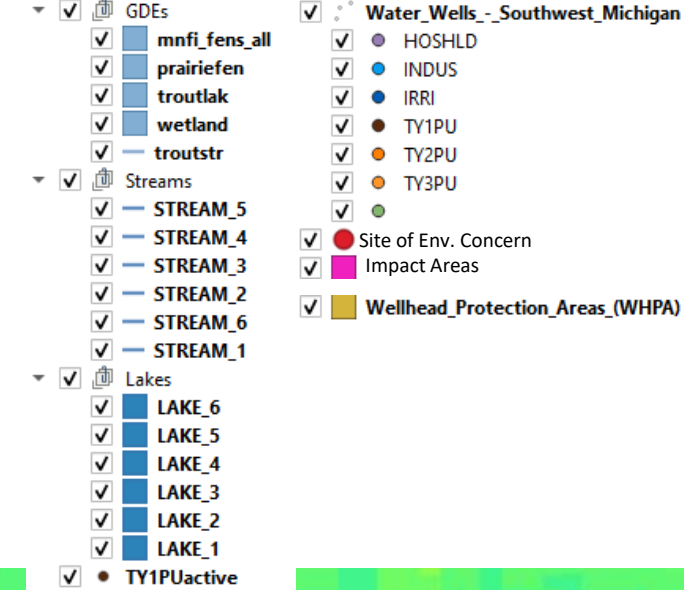 GDEs
mnfi_fens_all
prairiefen
troutlak
wetland
troutstr
Streams
STREAM_5
STREAM_4
STREAM_3
STREAM_2
STREAM_6
STREAM_1
Lakes
LAKE_6
LAKE_5
LAKE_4
LAKE_3
LAKE_2
LAKE_1
TY1PUactive
Water_Wells_-_Southwest_Michigan
HOSHLD
INDUS
IRRI
TY1PU
TY2PU
TY3PU
Site of Env. Concern
Impact Areas
Wellhead_Protection_Areas_(WHPA)